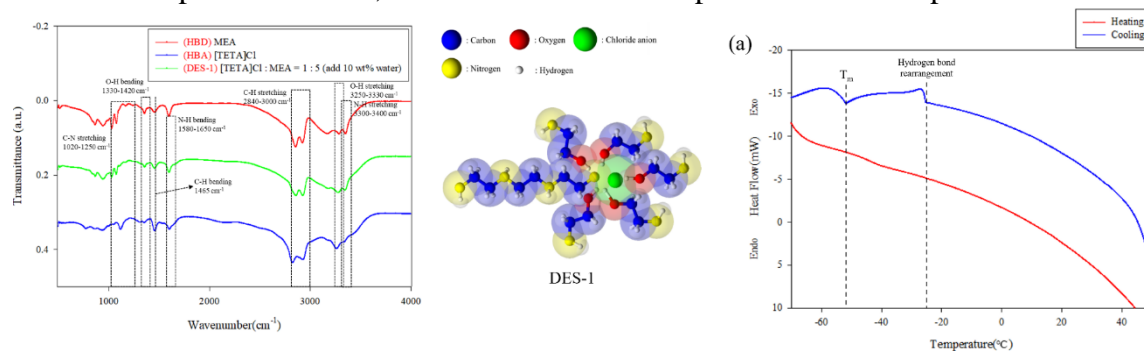 -0.2
0.0
0.2
0.4
Transmittance (a.u.)
(HBD) MEA
(HBA) [TETA]Cl
(DES-1) [TETA]Cl : MEA = 1 : 5 (add 10 wt% water)
O-H bending
1330-1420 cm-1
C-N stretching
1020-1250 cm-1
N-H bending
1580-1650 cm-1
C-H bending
1465 cm-1
C-H stretching
2840-3000 cm-1
O-H stretching
3250-3330 cm-1
N-H stretching
3300-3400 cm-1
1000 2000 3000 4000
Wavenumber(cm-1)
: Carbon : Oxygen : Chloride anion
: Nitrogen : Hydrogen
DES-1
(a)
Heating
Cooling
Tm
Hydrogen bond
rearrangement
-20
-15
-10
-5
0
5
10
Exo
Heat Flow(mW)
Endo
-60 -40 -20 0 20 40
Temperature(°C)